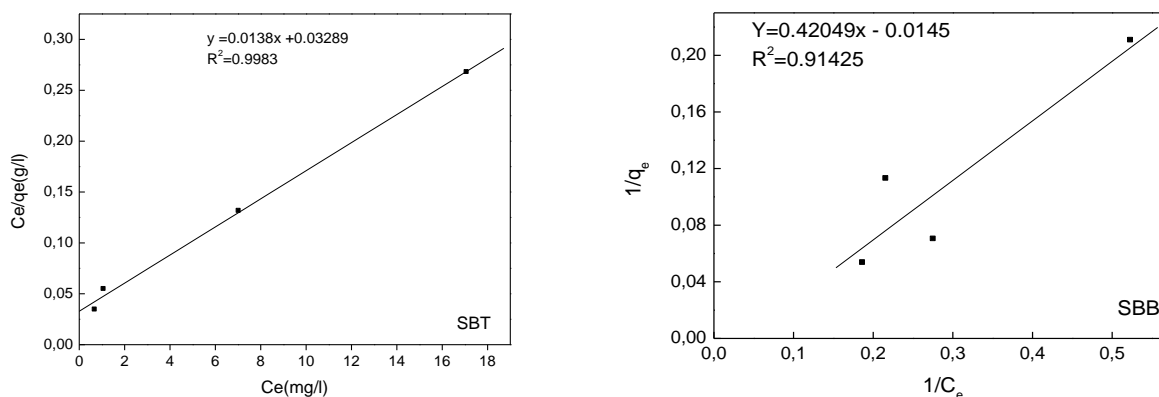 y =0.0138x +0.03289
R²=0.9983
0,30
0,25
0,20
0,15
0,10
0,05
0,00
Ce/qe(g/l)
SBT
0 2 4 6 8 10 12 14 16 18
Ce(mg/l)
Y=0.42049x - 0.0145
R²=0.91425
0,20
0,16
0,12
0,08
0,04
0,00
1/qₑ
SBB
0,0 0,1 0,2 0,3 0,4 0,5
1/Cₑ